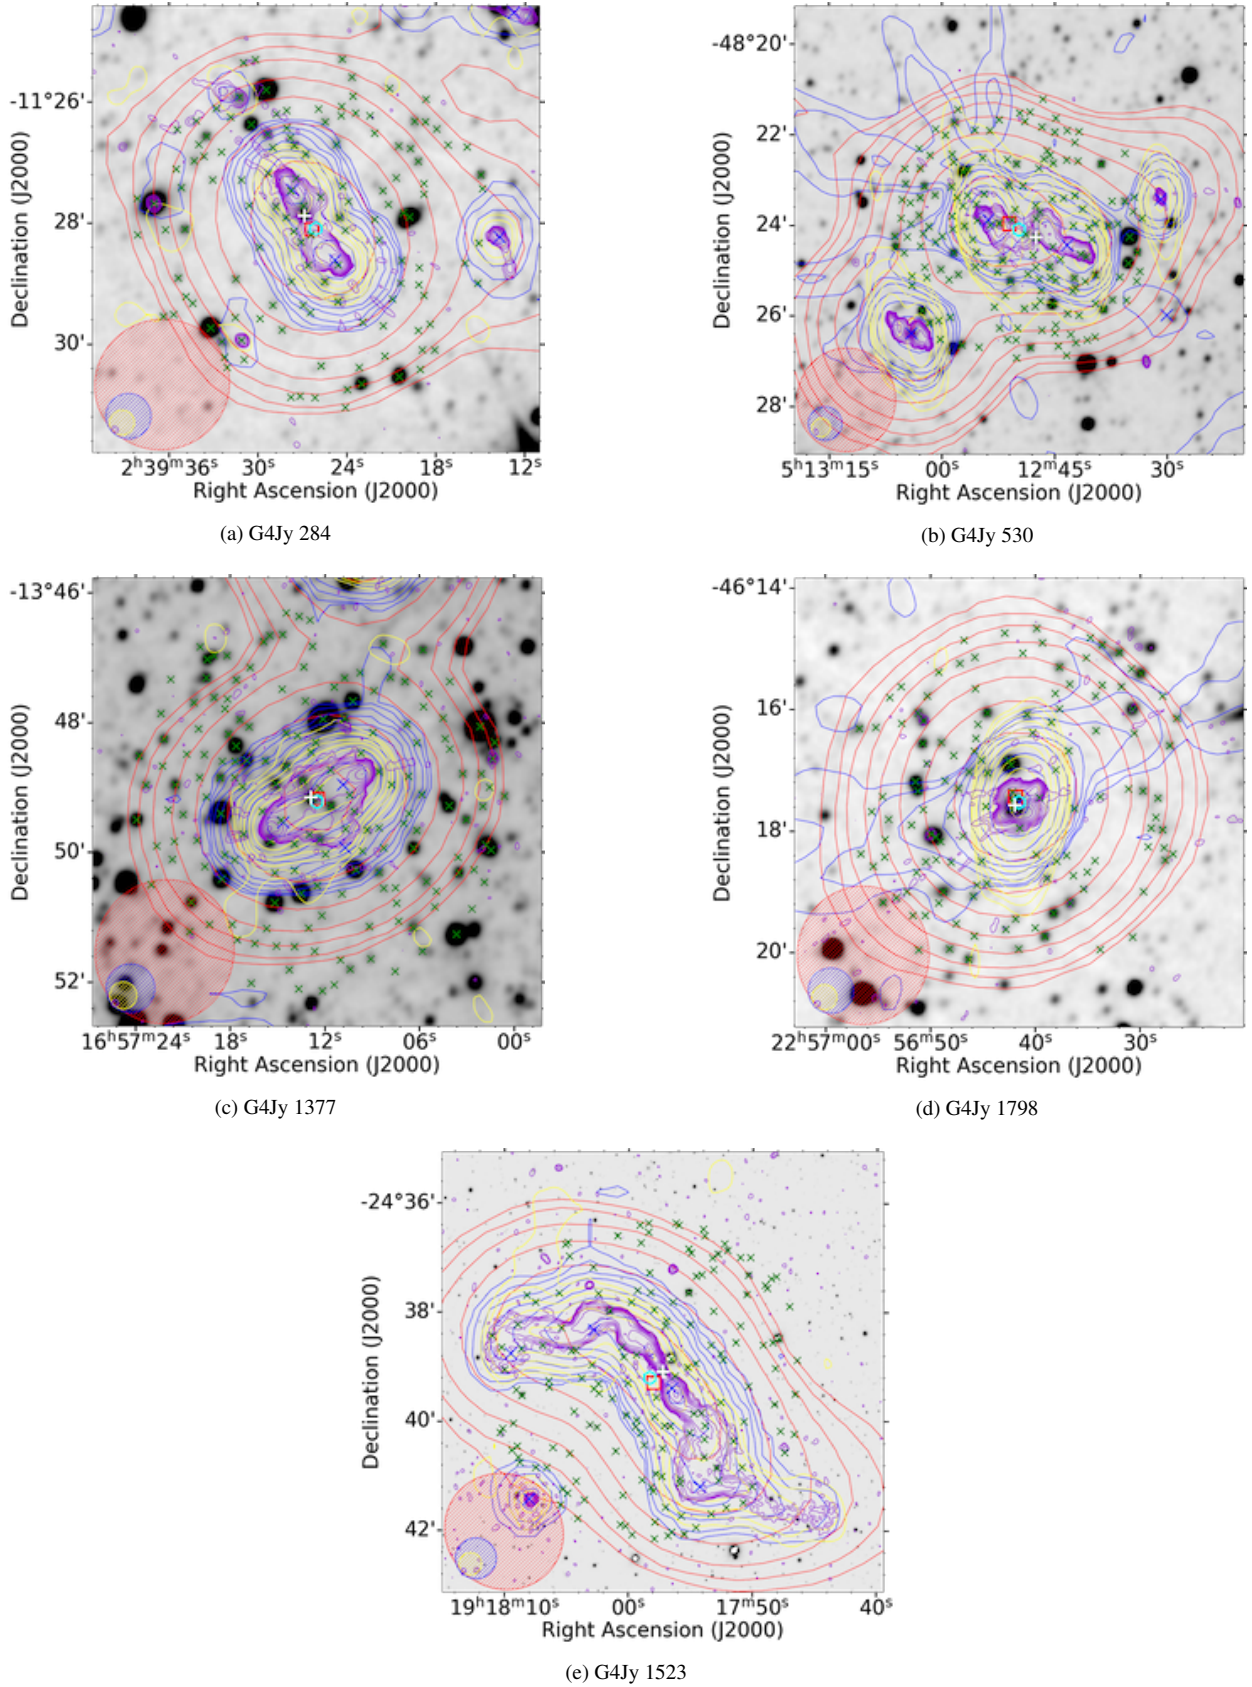 -11°26'
28'
30'
Declination (J2000)
2ʰ39ᵐ36ˢ 30ˢ 24ˢ 18ˢ 12ˢ
Right Ascension (J2000)
(a) G4Jy 284
-48°20'
22'
24'
26'
28'
Declination (J2000)
5ʰ13ᵐ15ˢ 00ˢ 12ᵐ45ˢ 30ˢ
Right Ascension (J2000)
(b) G4Jy 530
-13°46'
48'
50'
52'
Declination (J2000)
16ʰ57ᵐ24ˢ 18ˢ 12ˢ 06ˢ 00ˢ
Right Ascension (J2000)
(c) G4Jy 1377
-46°14'
16'
18'
20'
Declination (J2000)
22ʰ57ᵐ00ˢ 56ᵐ50ˢ 40ˢ 30ˢ
Right Ascension (J2000)
(d) G4Jy 1798
-24°36'
38'
40'
42'
Declination (J2000)
19ʰ18ᵐ10ˢ 00ˢ 17ᵐ50ˢ 40ˢ
Right Ascension (J2000)
(e) G4Jy 1523